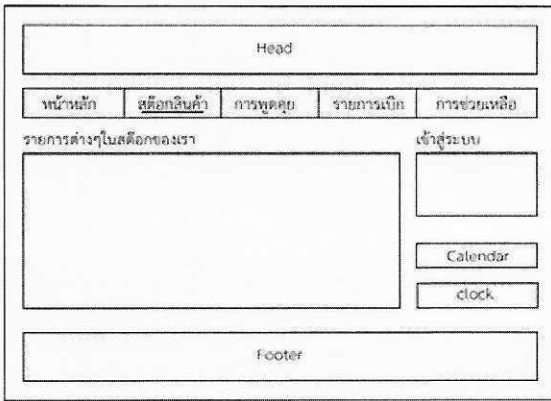 Head
หน้าหลัก สต๊อกสินค้า การพูดคุย รายการเบิก การช่วยเหลือ
รายการต่างๆในสต๊อกของเรา เข้าสู่ระบบ
Calendar
clock
Footer